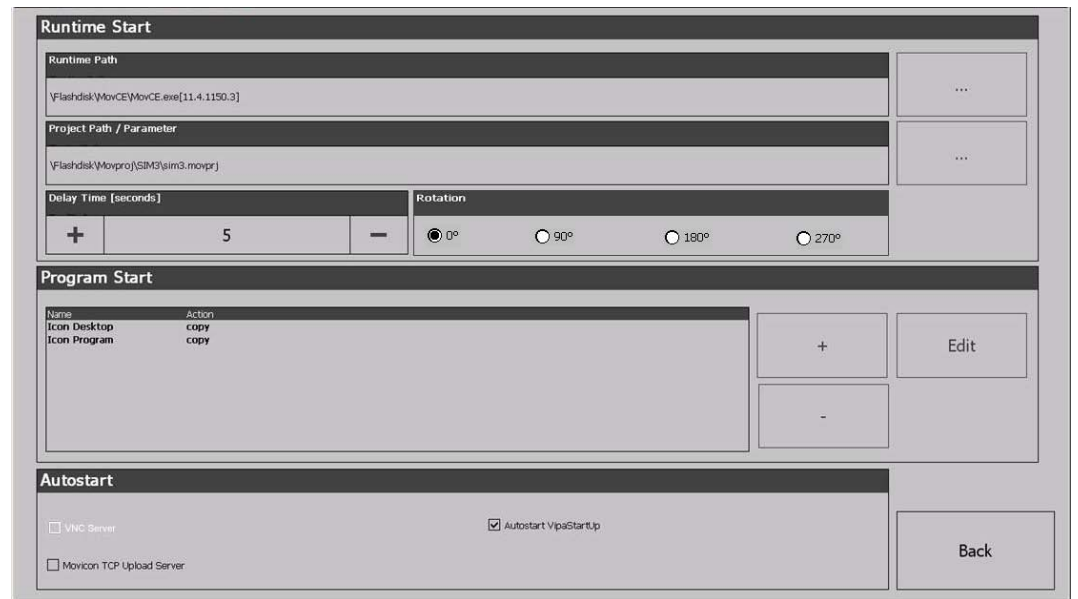 Runtime Start
Runtime Path
\Flashdisk\MovCE\MovCE.exe[11.4.1150.3]
...
Project Path / Parameter
\Flashdisk\Movproj\SIM3\sim3.movprj
...
Delay Time [seconds]
Rotation
+ 5 −
0° 90° 180° 270°
Program Start
Name Action
Icon Desktop copy
Icon Program copy
+ Edit
-
Autostart
VNC Server
Autostart VipaStartUp
Movicon TCP Upload Server
Back